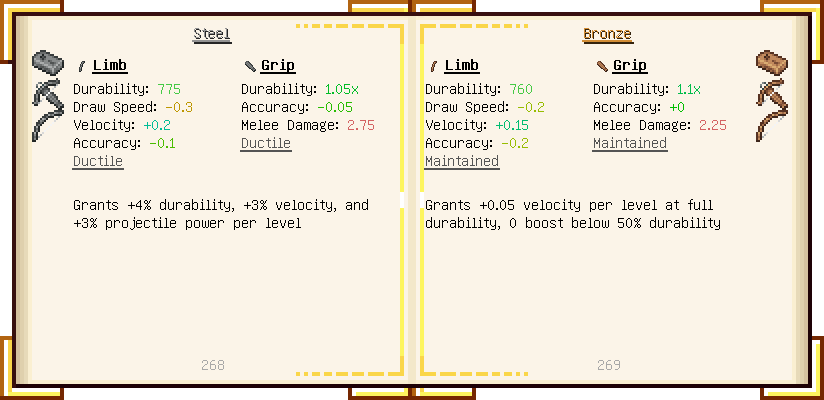 Steel
Limb
Durability: 775
Draw Speed: -0.3
Velocity: +0.2
Accuracy: -0.1
Ductile
Grip
Durability: 1.05x
Accuracy: -0.05
Melee Damage: 2.75
Ductile
Grants +4% durability, +3% velocity, and
+3% projectile power per level
268
Bronze
Limb
Durability: 760
Draw Speed: -0.2
Velocity: +0.15
Accuracy: -0.2
Maintained
Grip
Durability: 1.1x
Accuracy: +0
Melee Damage: 2.25
Maintained
Grants +0.05 velocity per level at full
durability, 0 boost below 50% durability
269